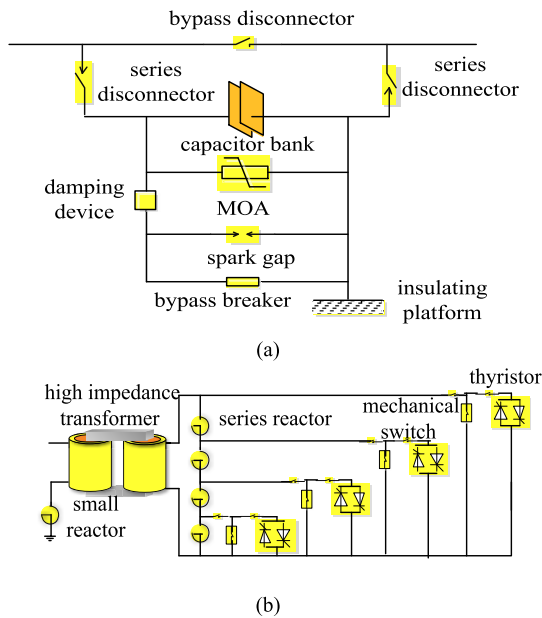 bypass disconnector
series
disconnector
series
disconnector
capacitor bank
damping
device
MOA
spark gap
bypass breaker
insulating
platform
(a)
thyristor
high impedance
transformer
series reactor
mechanical
switch
small
reactor
(b)